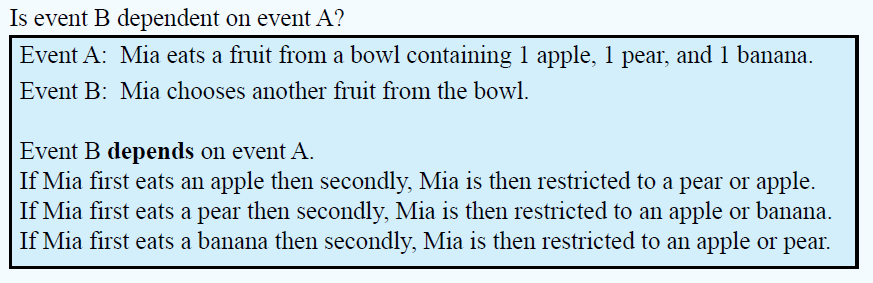 Is event B dependent on event A?
Event A: Mia eats a fruit from a bowl containing 1 apple, 1 pear, and 1 banana.
Event B: Mia chooses another fruit from the bowl.
Event B depends on event A.
If Mia first eats an apple then secondly, Mia is then restricted to a pear or apple.
If Mia first eats a pear then secondly, Mia is then restricted to an apple or banana.
If Mia first eats a banana then secondly, Mia is then restricted to an apple or pear.